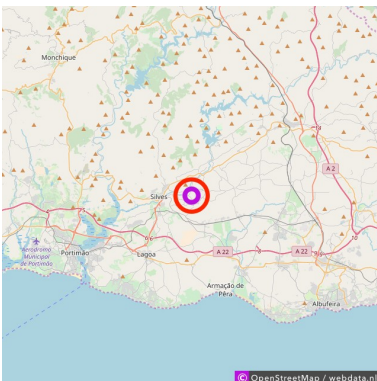 Monchique
A 2
Silves
Aeródromo
Municipal
de Portimão
Portimão
Lagoa
A 22
A 22
Armação de
Pêra
Albufeira
© OpenStreetMap / webdata.nl